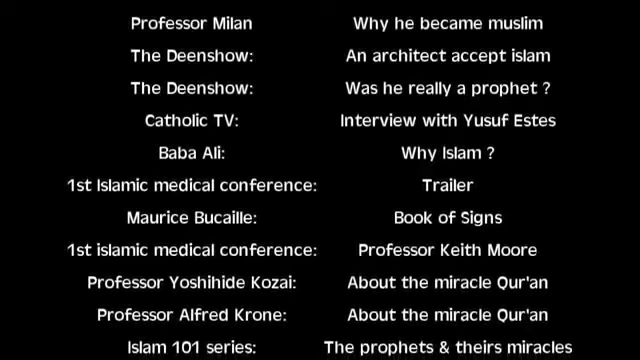 Professor Milan Why he became muslim
The Deenshow: An architect accept islam
The Deenshow: Was he really a prophet ?
Catholic TV: Interview with Yusuf Estes
Baba Ali: Why Islam ?
1st Islamic medical conference: Trailer
Maurice Bucaille: Book of Signs
1st islamic medical conference: Professor Keith Moore
Professor Yoshihide Kozai: About the miracle Qur'an
Professor Alfred Krone: About the miracle Qur'an
Islam 101 series: The prophets & theirs miracles